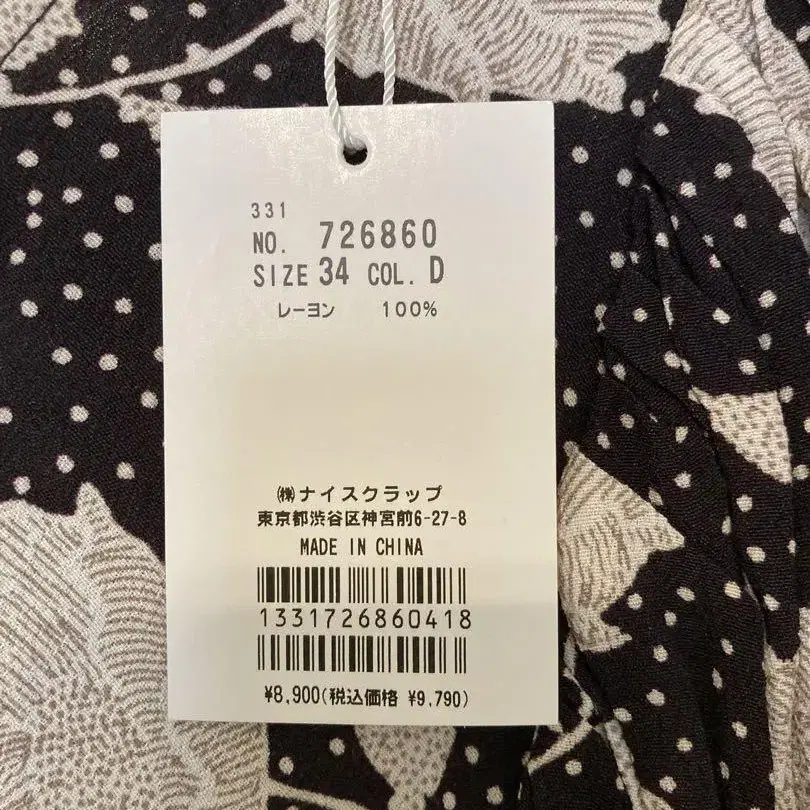 331
NO. 726860
SIZE 34 COL. D
レーヨン 100%
㈱ナイスクラップ
東京都渋谷区神宮前6-27-8
MADE IN CHINA
1331726860418
¥8,900(税込価格 ¥9,790)